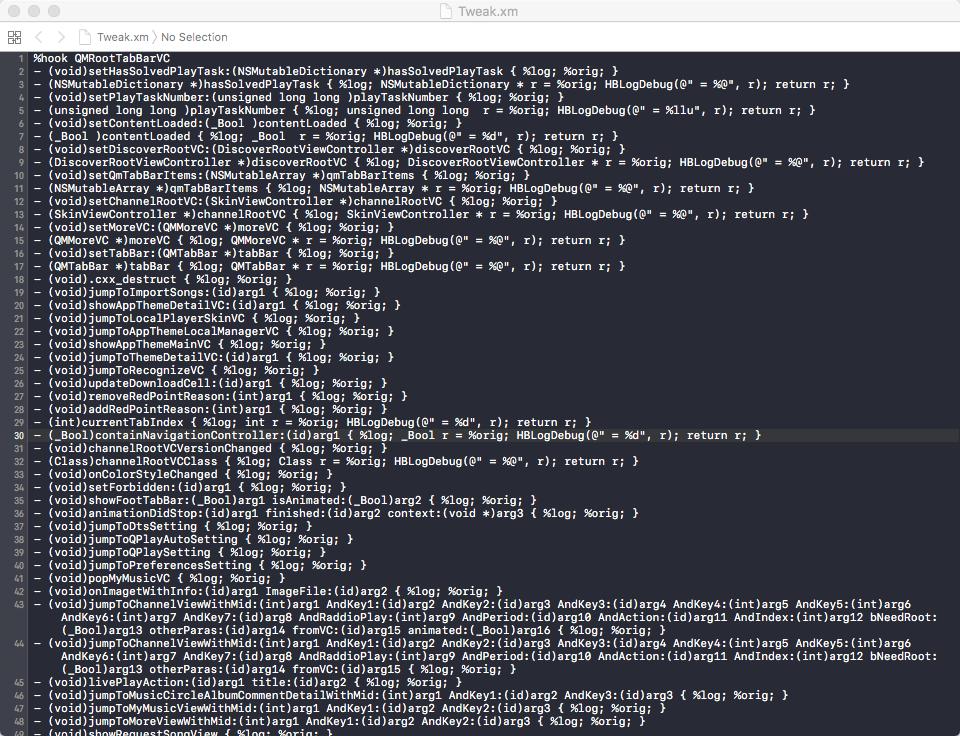 Tweak.xm
Tweak.xm 〉 No Selection
1 %hook QMRootTabBarVC
2 - (void)setHasSolvedPlayTask:(NSMutableDictionary *)hasSolvedPlayTask { %log; %orig; }
3 - (NSMutableDictionary *)hasSolvedPlayTask { %log; NSMutableDictionary * r = %orig; HBLogDebug(@" = %@", r); return r; }
4 - (void)setPlayTaskNumber:(unsigned long long )playTaskNumber { %log; %orig; }
5 - (unsigned long long )playTaskNumber { %log; unsigned long long  r = %orig; HBLogDebug(@" = %llu", r); return r; }
6 - (void)setContentLoaded:(_Bool )contentLoaded { %log; %orig; }
7 - (_Bool )contentLoaded { %log; _Bool  r = %orig; HBLogDebug(@" = %d", r); return r; }
8 - (void)setDiscoverRootVC:(DiscoverRootViewController *)discoverRootVC { %log; %orig; }
9 - (DiscoverRootViewController *)discoverRootVC { %log; DiscoverRootViewController * r = %orig; HBLogDebug(@" = %@", r); return r; }
10 - (void)setQmTabBarItems:(NSMutableArray *)qmTabBarItems { %log; %orig; }
11 - (NSMutableArray *)qmTabBarItems { %log; NSMutableArray * r = %orig; HBLogDebug(@" = %@", r); return r; }
12 - (void)setChannelRootVC:(SkinViewController *)channelRootVC { %log; %orig; }
13 - (SkinViewController *)channelRootVC { %log; SkinViewController * r = %orig; HBLogDebug(@" = %@", r); return r; }
14 - (void)setMoreVC:(QMMoreVC *)moreVC { %log; %orig; }
15 - (QMMoreVC *)moreVC { %log; QMMoreVC * r = %orig; HBLogDebug(@" = %@", r); return r; }
16 - (void)setTabBar:(QMTabBar *)tabBar { %log; %orig; }
17 - (QMTabBar *)tabBar { %log; QMTabBar * r = %orig; HBLogDebug(@" = %@", r); return r; }
18 - (void).cxx_destruct { %log; %orig; }
19 - (void)jumpToImportSongs:(id)arg1 { %log; %orig; }
20 - (void)showAppThemeDetailVC:(id)arg1 { %log; %orig; }
21 - (void)jumpToLocalPlayerSkinVC { %log; %orig; }
22 - (void)jumpToAppThemeLocalManagerVC { %log; %orig; }
23 - (void)showAppThemeMainVC { %log; %orig; }
24 - (void)jumpToThemeDetailVC:(id)arg1 { %log; %orig; }
25 - (void)jumpToRecognizeVC { %log; %orig; }
26 - (void)updateDownloadCell:(id)arg1 { %log; %orig; }
27 - (void)removeRedPointReason:(int)arg1 { %log; %orig; }
28 - (void)addRedPointReason:(int)arg1 { %log; %orig; }
29 - (int)currentTabIndex { %log; int r = %orig; HBLogDebug(@" = %d", r); return r; }
30 - (_Bool)containNavigationController:(id)arg1 { %log; _Bool r = %orig; HBLogDebug(@" = %d", r); return r; }
31 - (void)channelRootVCVersionChanged { %log; %orig; }
32 - (Class)channelRootVCClass { %log; Class r = %orig; HBLogDebug(@" = %@", r); return r; }
33 - (void)onColorStyleChanged { %log; %orig; }
34 - (void)setForbidden:(id)arg1 { %log; %orig; }
35 - (void)showFootTabBar:(_Bool)arg1 isAnimated:(_Bool)arg2 { %log; %orig; }
36 - (void)animationDidStop:(id)arg1 finished:(id)arg2 context:(void *)arg3 { %log; %orig; }
37 - (void)jumpToDtsSetting { %log; %orig; }
38 - (void)jumpToQPlayAutoSetting { %log; %orig; }
39 - (void)jumpToQPlaySetting { %log; %orig; }
40 - (void)jumpToPreferencesSetting { %log; %orig; }
41 - (void)popMyMusicVC { %log; %orig; }
42 - (void)onImagetWithInfo:(id)arg1 ImageFile:(id)arg2 { %log; %orig; }
43 - (void)jumpToChannelViewWithMid:(int)arg1 AndKey1:(id)arg2 AndKey2:(id)arg3 AndKey3:(id)arg4 AndKey4:(int)arg5 AndKey5:(int)arg6
AndKey6:(int)arg7 AndKey7:(id)arg8 AndRaddioPlay:(int)arg9 AndPeriod:(id)arg10 AndAction:(id)arg11 AndIndex:(int)arg12 bNeedRoot:
(_Bool)arg13 otherParas:(id)arg14 fromVC:(id)arg15 animated:(_Bool)arg16 { %log; %orig; }
44 - (void)jumpToChannelViewWithMid:(int)arg1 AndKey1:(id)arg2 AndKey2:(id)arg3 AndKey3:(id)arg4 AndKey4:(int)arg5 AndKey5:(int)arg6
AndKey6:(int)arg7 AndKey7:(id)arg8 AndRaddioPlay:(int)arg9 AndPeriod:(id)arg10 AndAction:(id)arg11 AndIndex:(int)arg12 bNeedRoot:
(_Bool)arg13 otherParas:(id)arg14 fromVC:(id)arg15 { %log; %orig; }
45 - (void)livePlayAction:(id)arg1 title:(id)arg2 { %log; %orig; }
46 - (void)jumpToMusicCircleAlbumCommentDetailWithMid:(int)arg1 AndKey1:(id)arg2 AndKey3:(id)arg3 { %log; %orig; }
47 - (void)jumpToMyMusicViewWithMid:(int)arg1 AndKey1:(id)arg2 AndKey2:(id)arg3 { %log; %orig; }
48 - (void)jumpToMoreViewWithMid:(int)arg1 AndKey1:(id)arg2 AndKey2:(id)arg3 { %log; %orig; }
49 - (void)showRequestSongView { %log; %orig; }